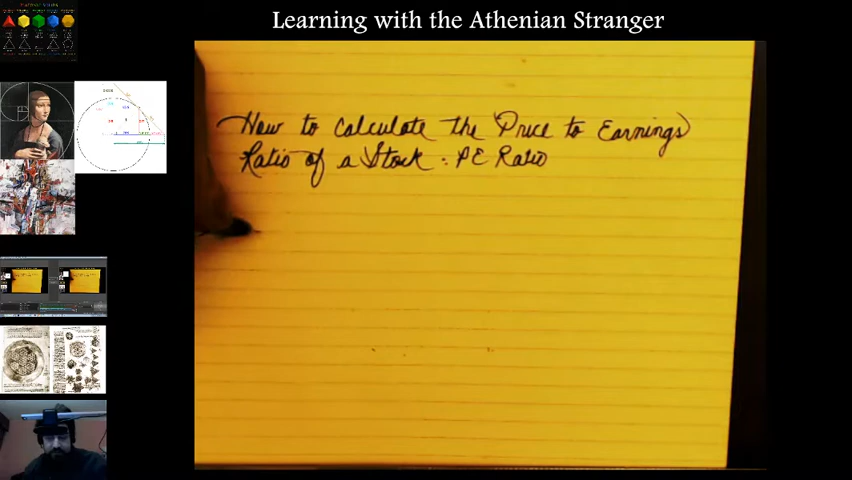 Learning with the Athenian Stranger
How to Calculate the Price to Earnings
Ratio of a Stock: PE Ratio